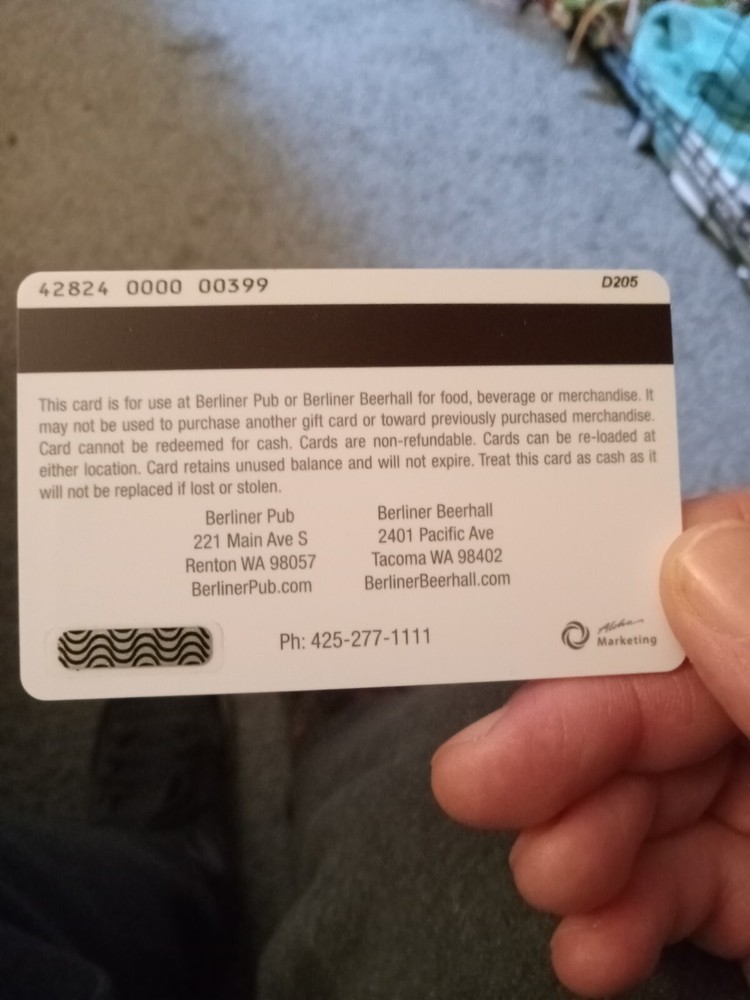 42824 0000 00399
D205
This card is for use at Berliner Pub or Berliner Beerhall for food, beverage or merchandise. It
may not be used to purchase another gift card or toward previously purchased merchandise.
Card cannot be redeemed for cash. Cards are non-refundable. Cards can be re-loaded at
either location. Card retains unused balance and will not expire. Treat this card as cash as it
will not be replaced if lost or stolen.
Berliner Pub
221 Main Ave S
Renton WA 98057
BerlinerPub.com
Berliner Beerhall
2401 Pacific Ave
Tacoma WA 98402
BerlinerBeerhall.com
Ph: 425-277-1111
Aloha
Marketing